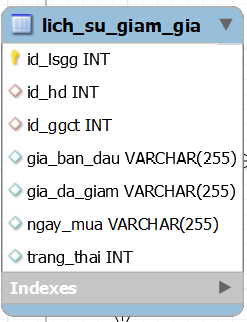 lich_su_giam_gia
id_lsgg INT
id_hd INT
id_ggct INT
gia_ban_dau VARCHAR(255)
gia_da_giam VARCHAR(255)
ngay_mua VARCHAR(255)
trang_thai INT
Indexes